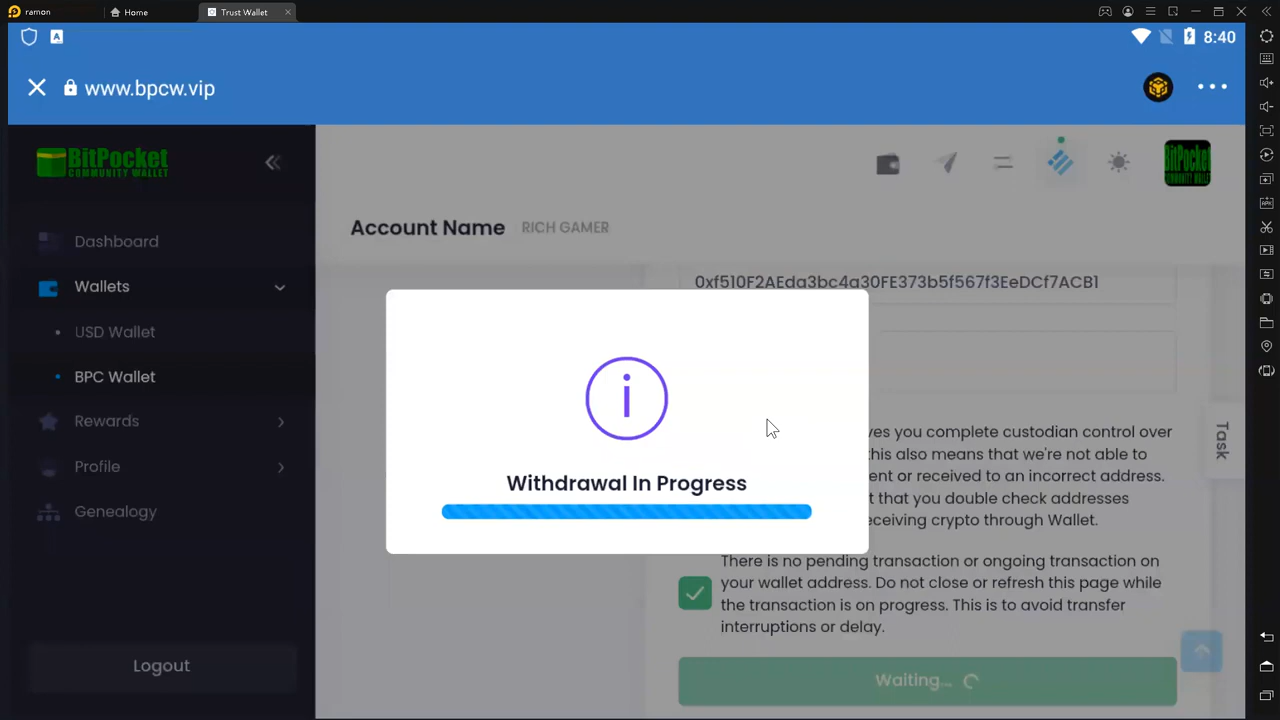 ramon
Home
Trust Wallet
A
8:40
www.bpcw.vip
BitPocket
COMMUNITY WALLET
BitPocket
COMMUNITY WALLET
Account Name RICH GAMER
Dashboard
Wallets
USD Wallet
BPC Wallet
Rewards
Profile
Genealogy
Logout
0xf510F2AEda3bc4a30FE373b5f567f3EeDCf7ACB1
i
Withdrawal In Progress
ves you complete custodian control over
this also means that we're not able to
ent or received to an incorrect address.
t that you double check addresses
eceiving crypto through Wallet.
There is no pending transaction or ongoing transaction on
your wallet address. Do not close or refresh this page while
the transaction is on progress. This is to avoid transfer
interruptions or delay.
Waiting...
Task